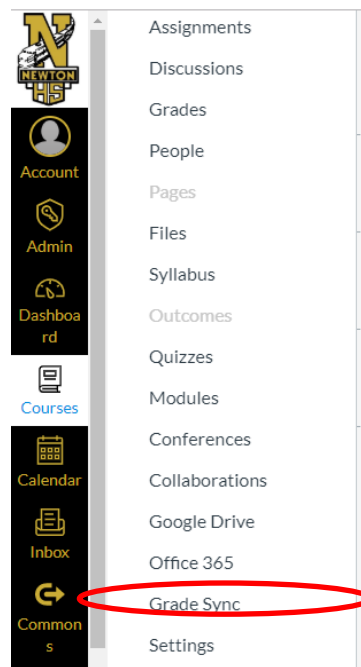 NEWTON
HS
Account
Admin
Dashboa
rd
Courses
Calendar
Inbox
Common
s
Assignments
Discussions
Grades
People
Pages
Files
Syllabus
Outcomes
Quizzes
Modules
Conferences
Collaborations
Google Drive
Office 365
Grade Sync
Settings